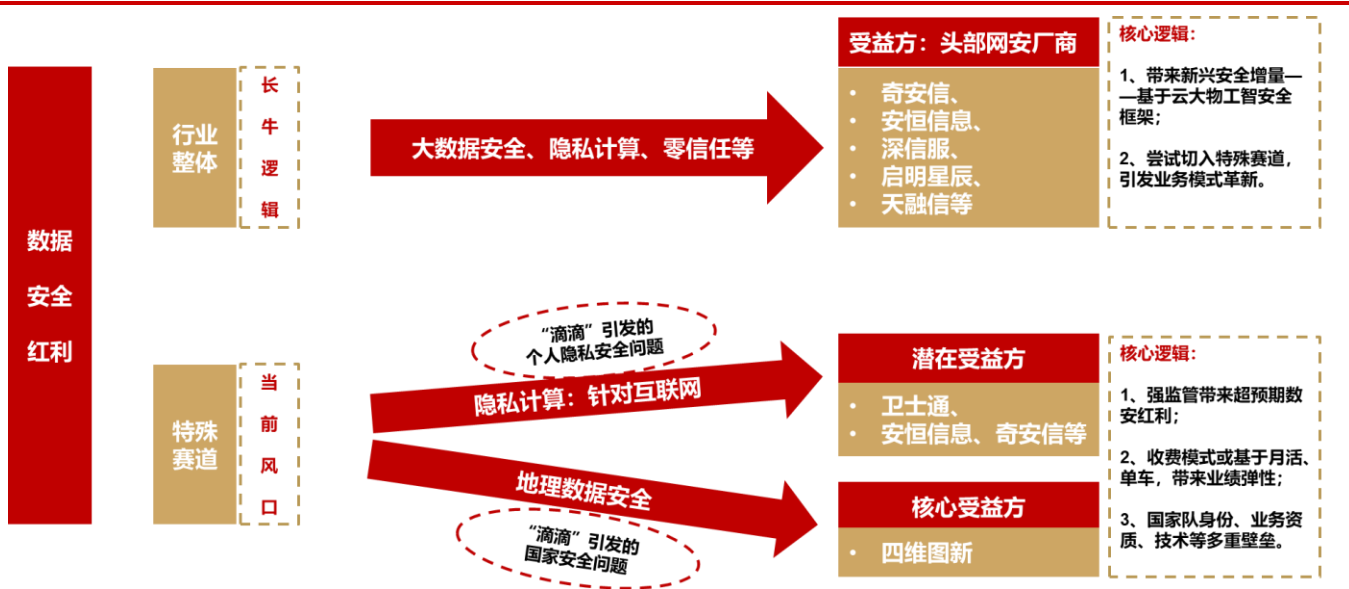 数据
安全
红利
行业
整体
长
牛
逻
辑
大数据安全、隐私计算、零信任等
受益方：头部网安厂商
• 奇安信、
• 安恒信息、
• 深信服、
• 启明星辰、
• 天融信等
核心逻辑：
1、带来新兴安全增量—
—基于云大物工智安全
框架；
2、尝试切入特殊赛道，
引发业务模式革新。
特殊
赛道
当
前
风
口
“滴滴”引发的
个人隐私安全问题
隐私计算：针对互联网
地理数据安全
“滴滴”引发的
国家安全问题
潜在受益方
• 卫士通、
• 安恒信息、奇安信等
核心受益方
• 四维图新
核心逻辑：
1、强监管带来超预期数
安红利；
2、收费模式或基于月活、
单车，带来业绩弹性；
3、国家队身份、业务资
质、技术等多重壁垒。